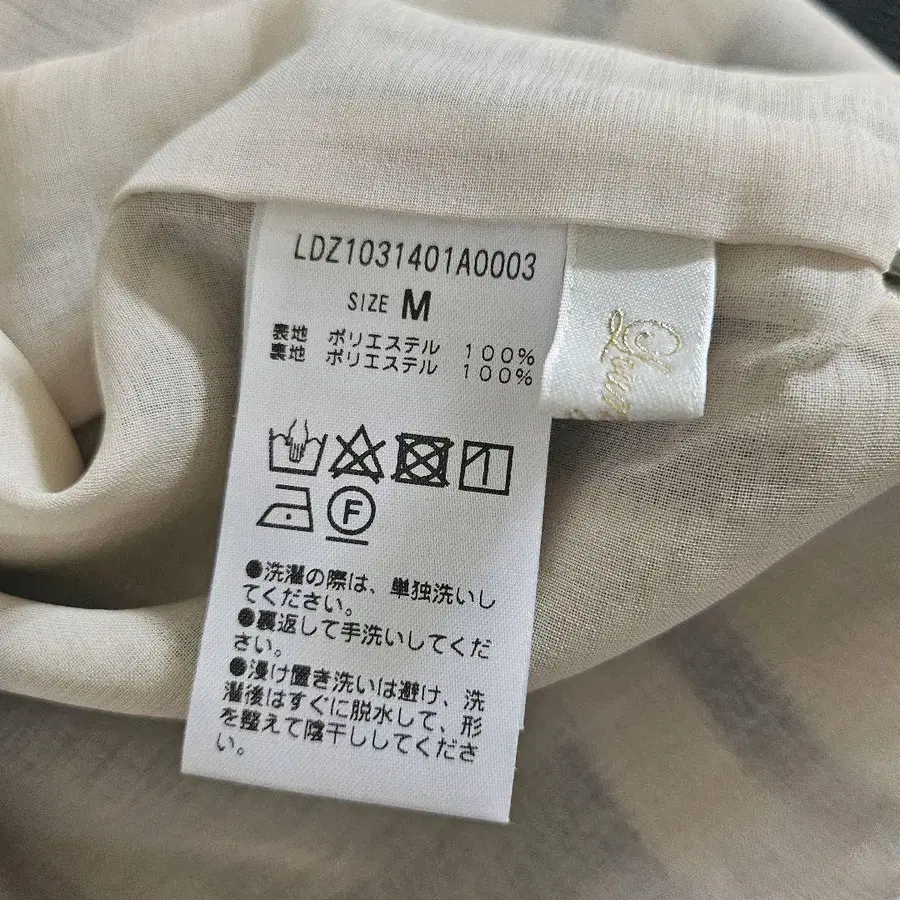 LDZ1031401A0003
SIZE M
表地 ポリエステル 100%
裏地 ポリエステル 100%
F
●洗濯の際は、単独洗いし
てください。
●裏返して手洗いしてくだ
さい。
●浸け置き洗いは避け、洗
濯後はすぐに脱水して、形
を整えて陰干ししてくださ
い。